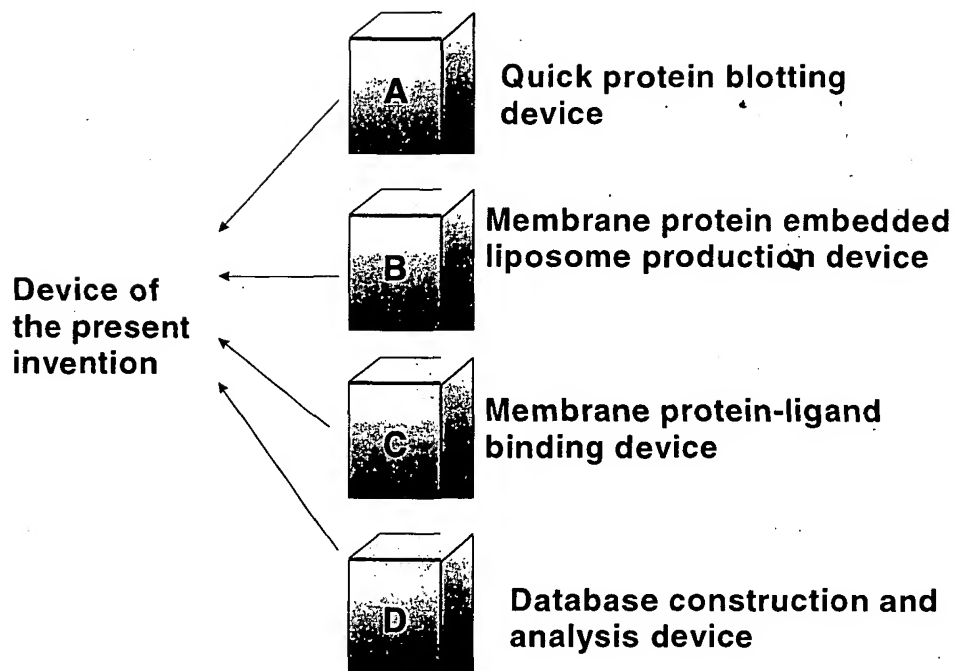 A
Quick protein blotting
device
B
Membrane protein embedded
liposome production device
Device of
the present
invention
C
Membrane protein-ligand
binding device
D
Database construction and
analysis device